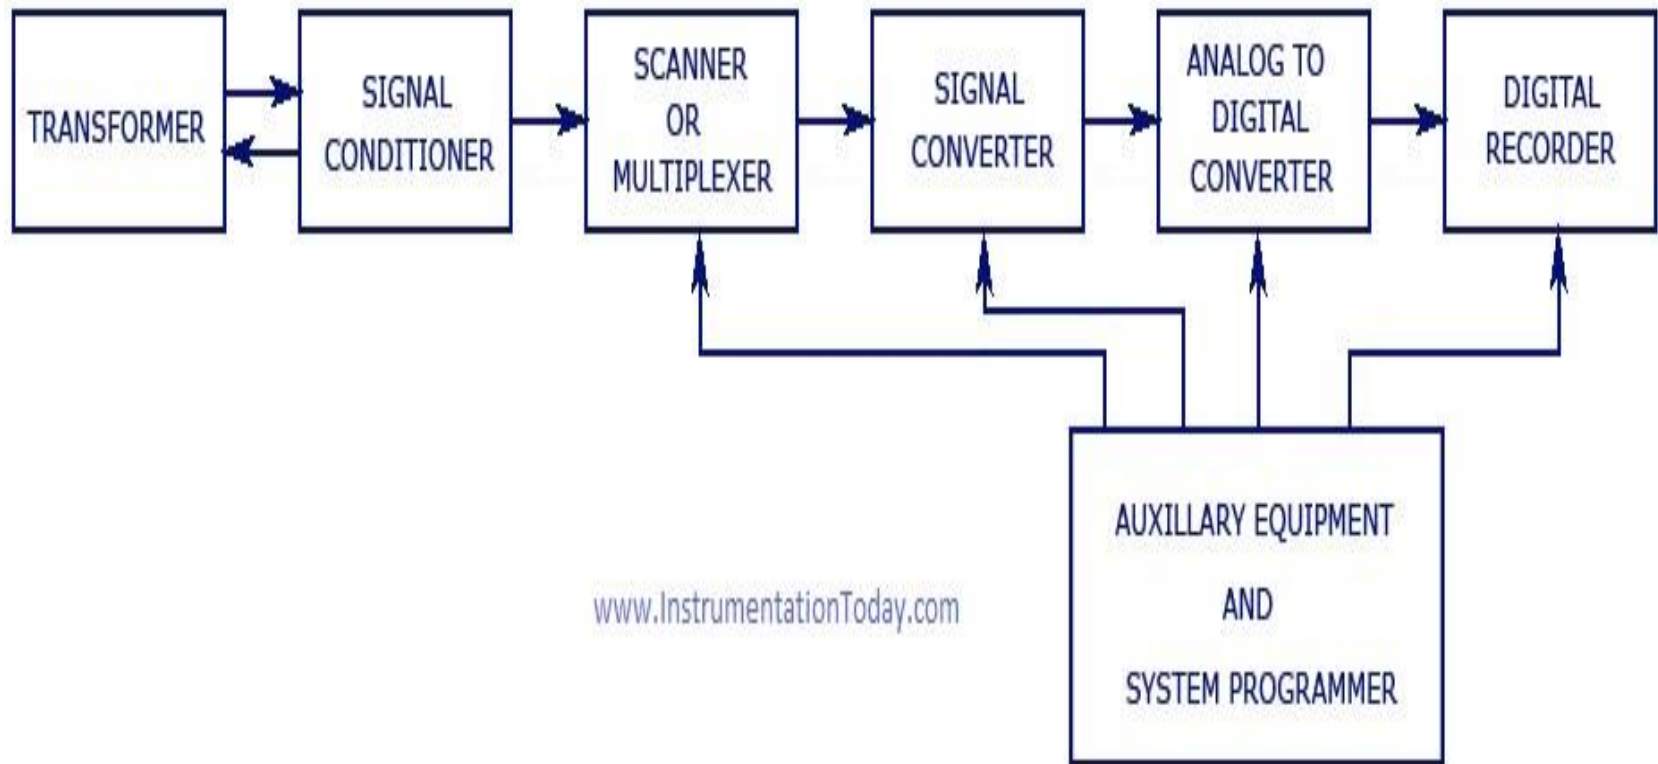 TRANSFORMER
SIGNAL
CONDITIONER
SCANNER
OR
MULTIPLEXER
SIGNAL
CONVERTER
ANALOG TO
DIGITAL
CONVERTER
DIGITAL
RECORDER
AUXILLARY EQUIPMENT
AND
SYSTEM PROGRAMMER
www.InstrumentationToday.com